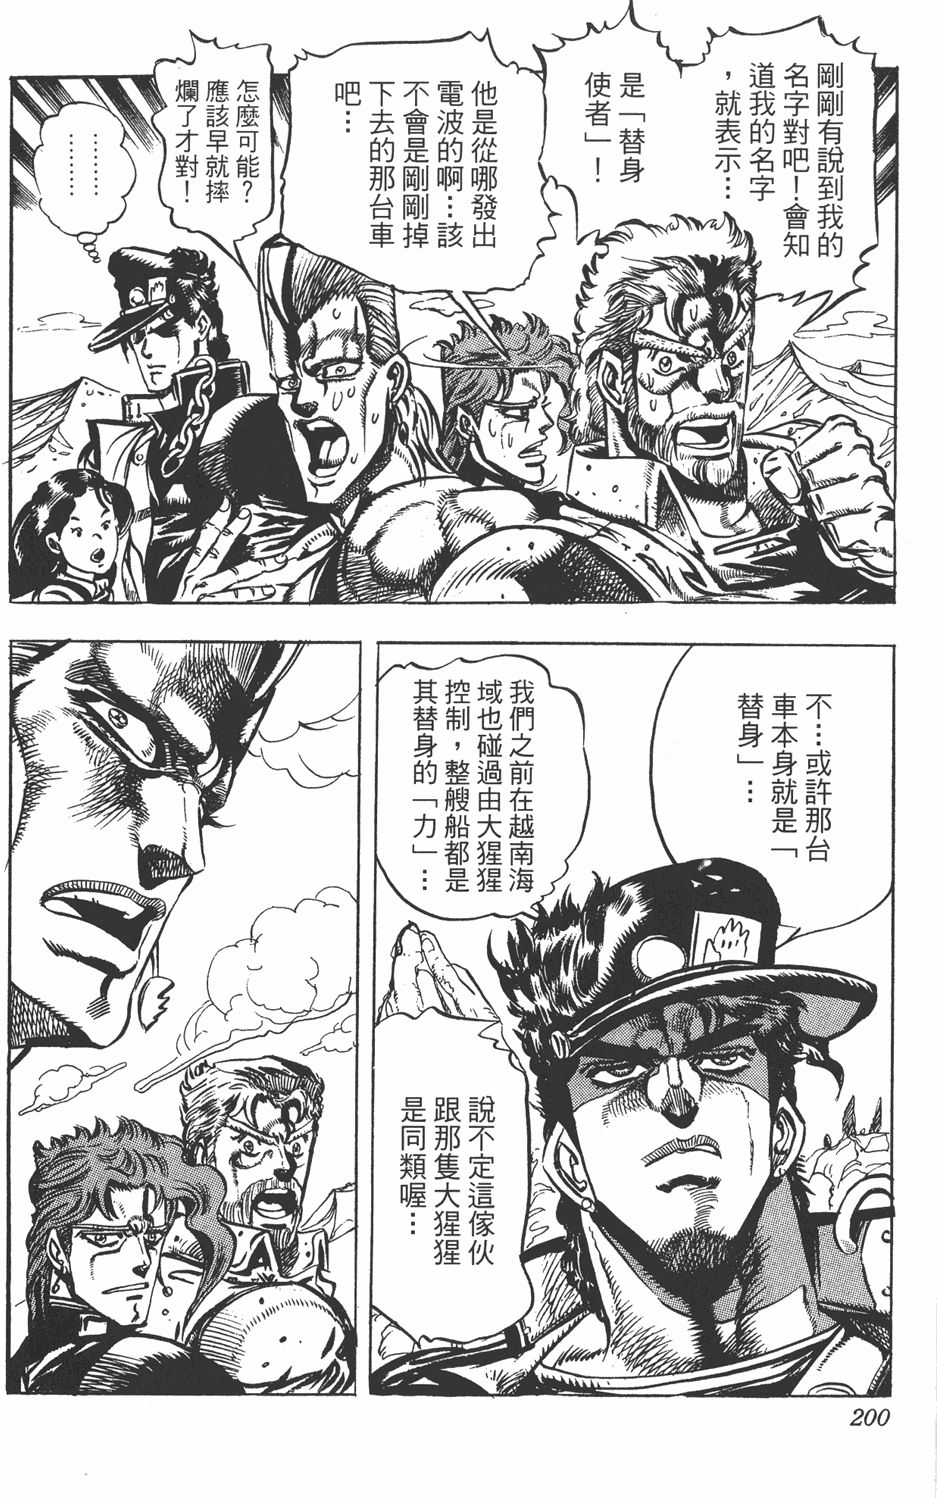 剛剛有說到我的
名字對吧！會知
道我的名字
，就表示…
是「替身
使者」！
他是從哪發出
電波的啊…該
不會是剛剛掉
下去的那台車
吧…
怎麼可能？
應該早就摔
爛了才對！
………
………
不…或許那台
車本身就是「
替身」…
我們之前在越南海
域也碰過由大猩猩
控制，整艘船都是
其替身的「力」…
說不定這傢伙
跟那隻大猩猩
是同類喔…
200